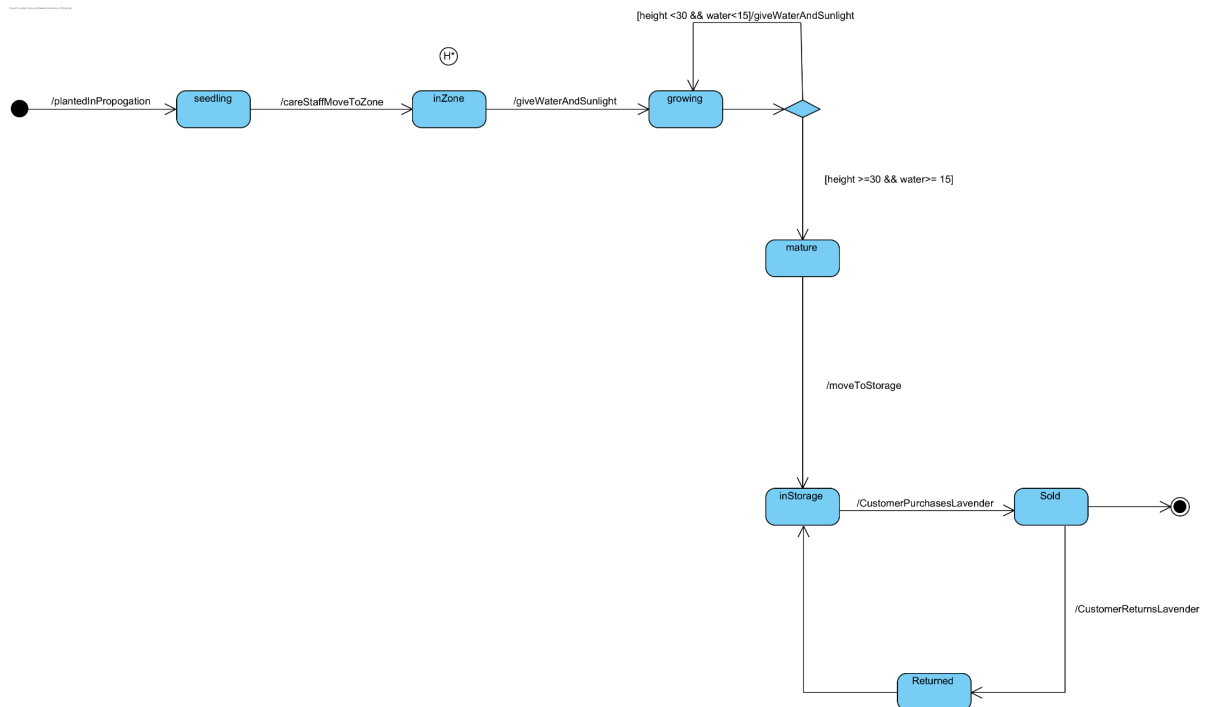 [height <30 && water<15]/giveWaterAndSunlight
H*
/plantedInPropogation
seedling
/careStaffMoveToZone
inZone
/giveWaterAndSunlight
growing
[height >=30 && water>= 15]
mature
/moveToStorage
inStorage
/CustomerPurchasesLavender
Sold
/CustomerReturnsLavender
Returned